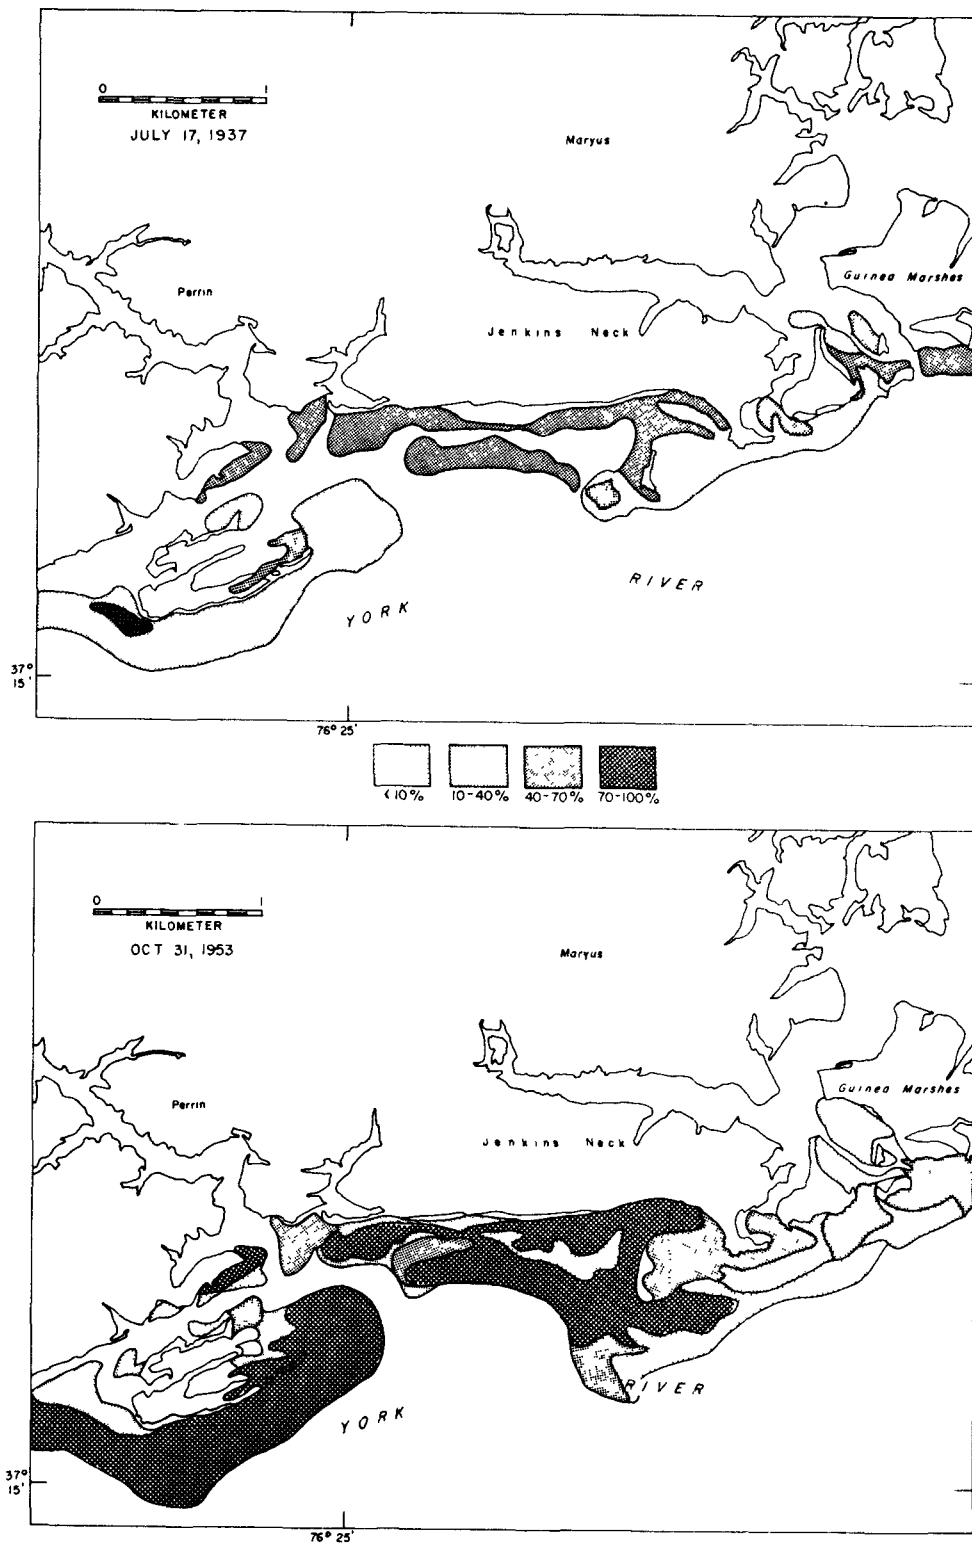 0 1
KILOMETER
JULY 17, 1937
Maryus
Guinea Marshes
Perrin
Jenkins Neck
RIVER
YORK
37°
15'
76° 25'
<10% 10-40% 40-70% 70-100%
0 1
KILOMETER
OCT 31, 1953
Maryus
Guinea Marshes
Perrin
Jenkins Neck
RIVER
YORK
37°
15'
76° 25'